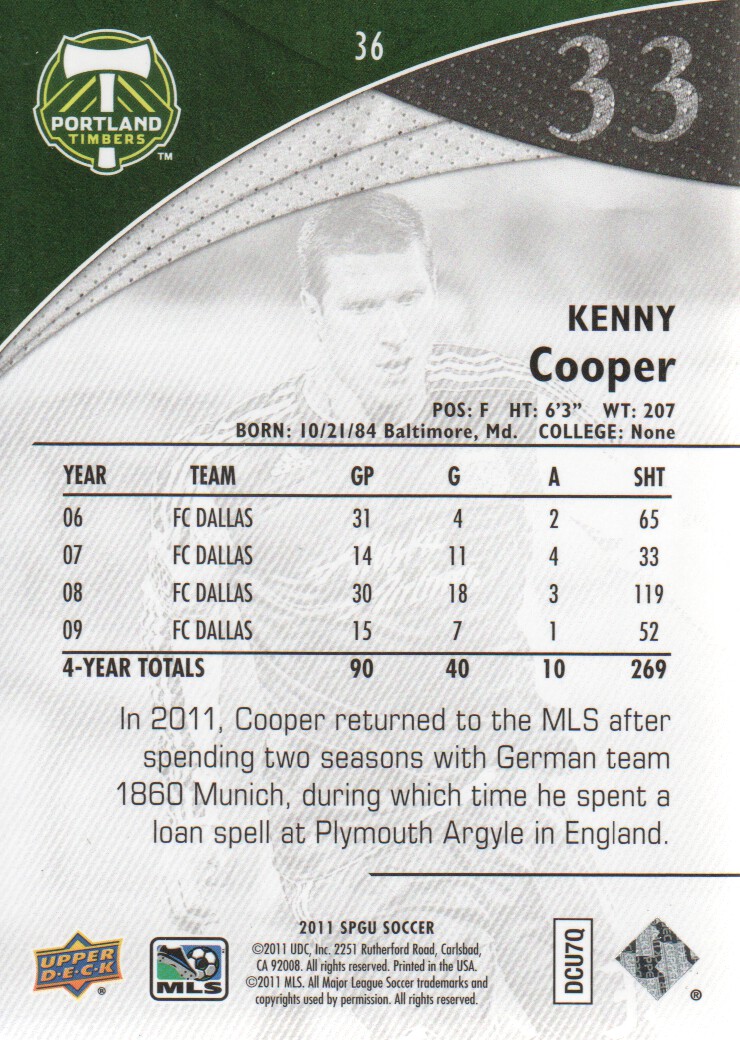 36
33
PORTLAND
TIMBERS
TM
KENNY
Cooper
POS: F HT: 6'3" WT: 207
BORN: 10/21/84 Baltimore, Md. COLLEGE: None
YEAR TEAM GP G A SHT
06 FC DALLAS 31 4 2 65
07 FC DALLAS 14 11 4 33
08 FC DALLAS 30 18 3 119
09 FC DALLAS 15 7 1 52
4-YEAR TOTALS 90 40 10 269
In 2011, Cooper returned to the MLS after
spending two seasons with German team
1860 Munich, during which time he spent a
loan spell at Plymouth Argyle in England.
2011 SPGU SOCCER
©2011 UDC, Inc. 2251 Rutherford Road, Carlsbad,
CA 92008. All rights reserved. Printed in the USA.
©2011 MLS. All Major League Soccer trademarks and
copyrights used by permission. All rights reserved.
UPPER
D·E·C·K
®
MLS
DCU7Q
®